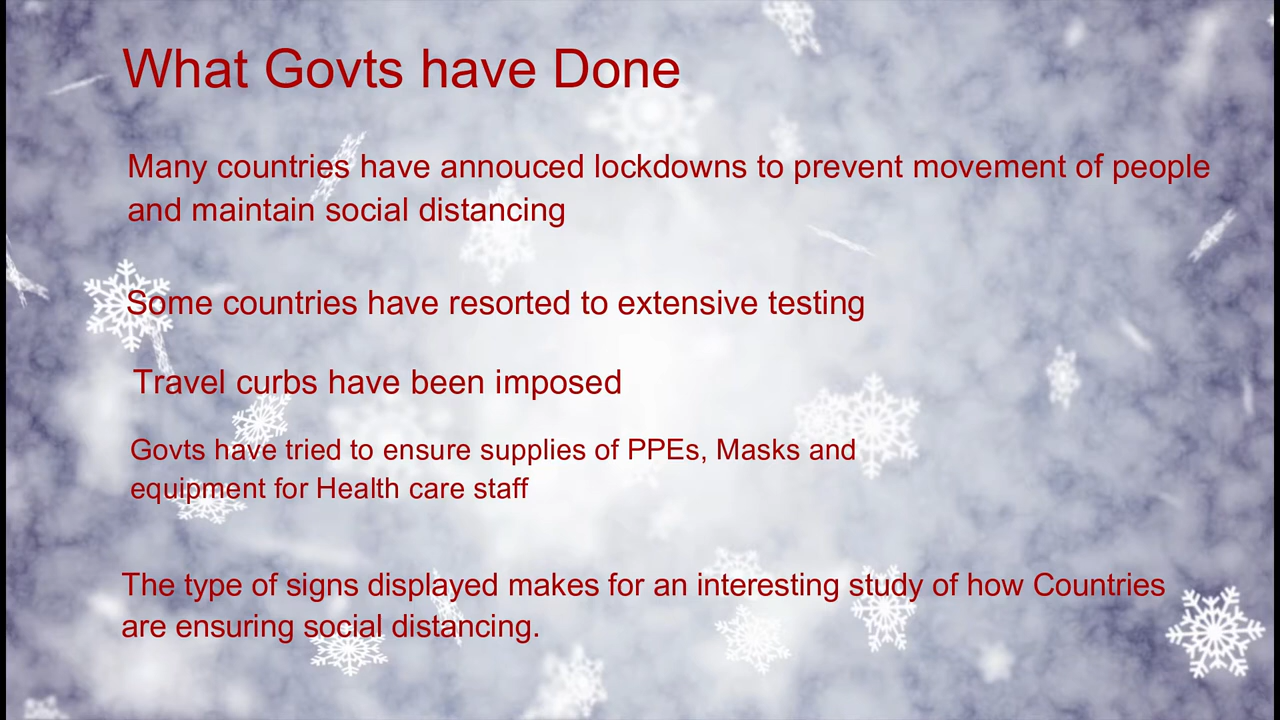 What Govts have Done
Many countries have annouced lockdowns to prevent movement of people
and maintain social distancing
Some countries have resorted to extensive testing
Travel curbs have been imposed
Govts have tried to ensure supplies of PPEs, Masks and
equipment for Health care staff
The type of signs displayed makes for an interesting study of how Countries
are ensuring social distancing.